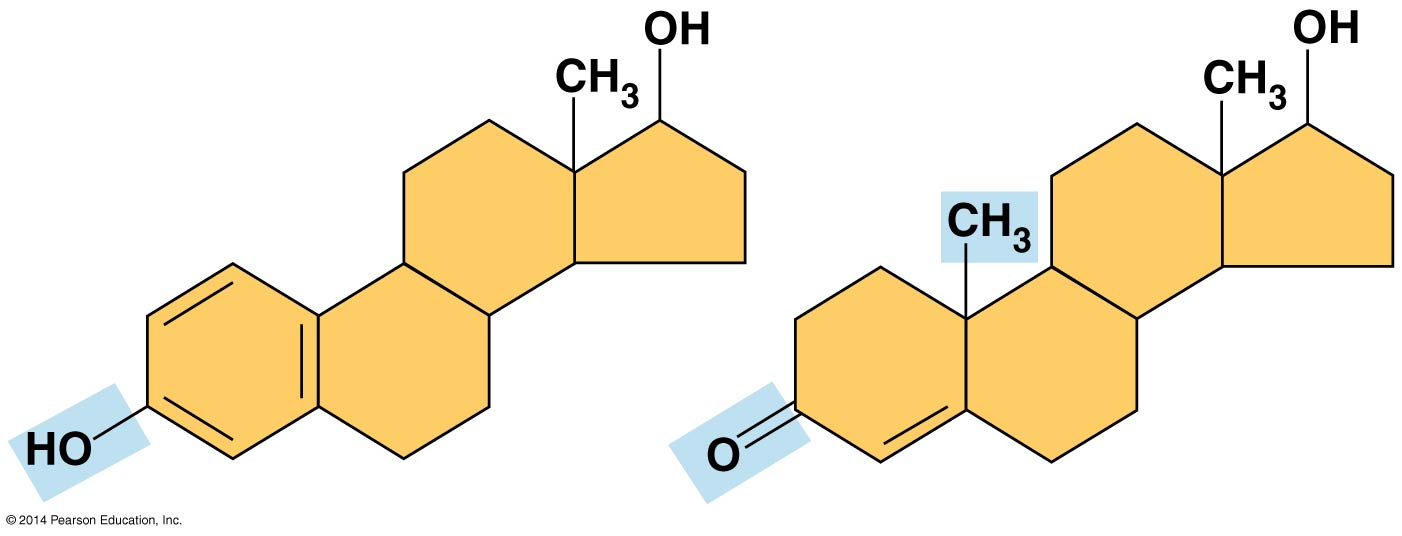 OH
CH3
HO
OH
CH3
CH3
O
© 2014 Pearson Education, Inc.